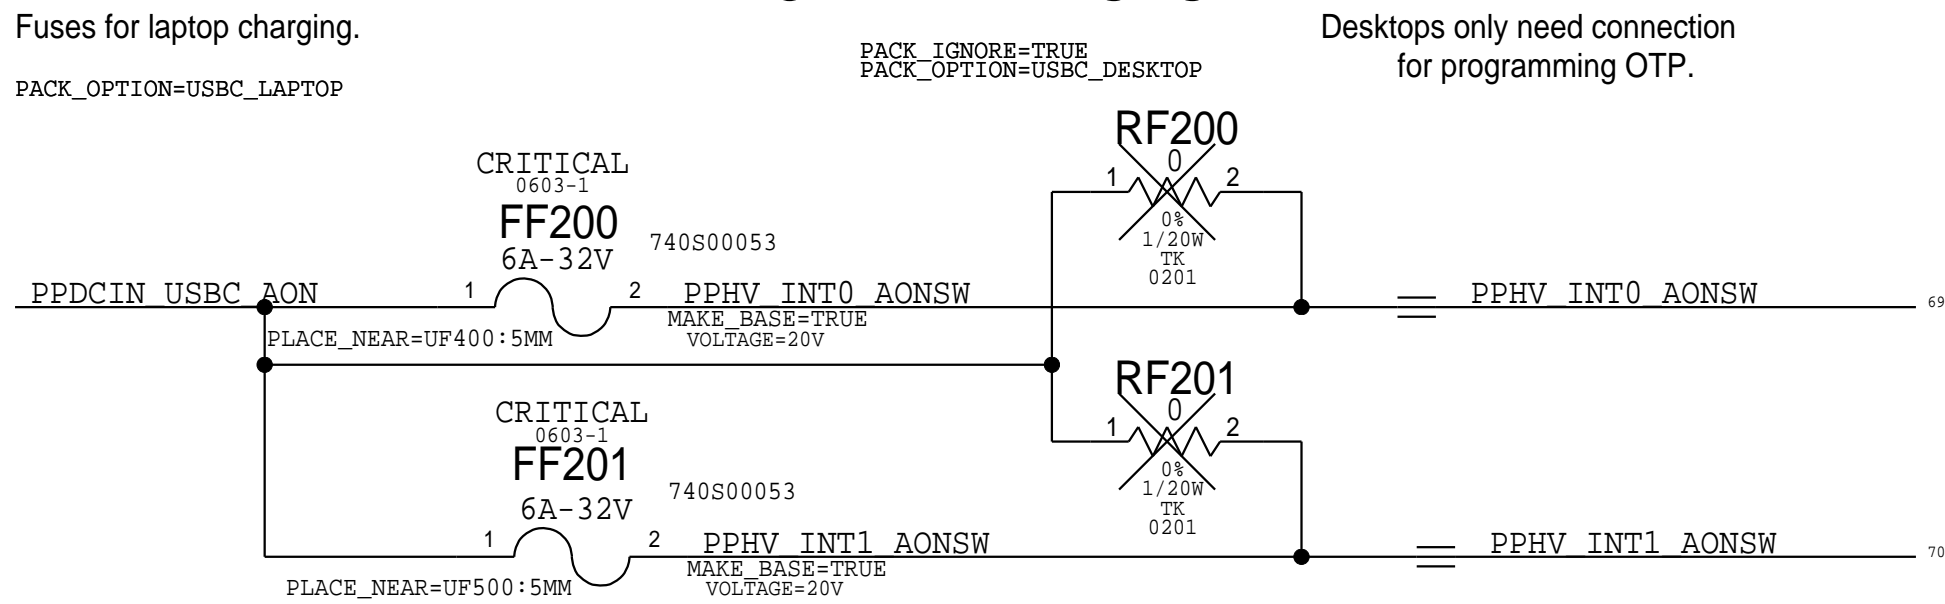 Fuses for laptop charging.
PACK_OPTION=USBC_LAPTOP
PACK_IGNORE=TRUE
PACK_OPTION=USBC_DESKTOP
Desktops only need connection
for programming OTP.
RF200
0
1 2
0%
1/20W
TK
0201
CRITICAL
0603-1
FF200
6A-32V
740S00053
PPDCIN_USBC_AON
1 2
PPHV_INT0_AONSW
MAKE_BASE=TRUE
VOLTAGE=20V
PLACE_NEAR=UF400:5MM
PPHV_INT0_AONSW
69
RF201
0
1 2
0%
1/20W
TK
0201
CRITICAL
0603-1
FF201
6A-32V
740S00053
1 2
PPHV_INT1_AONSW
MAKE_BASE=TRUE
VOLTAGE=20V
PLACE_NEAR=UF500:5MM
PPHV_INT1_AONSW
70